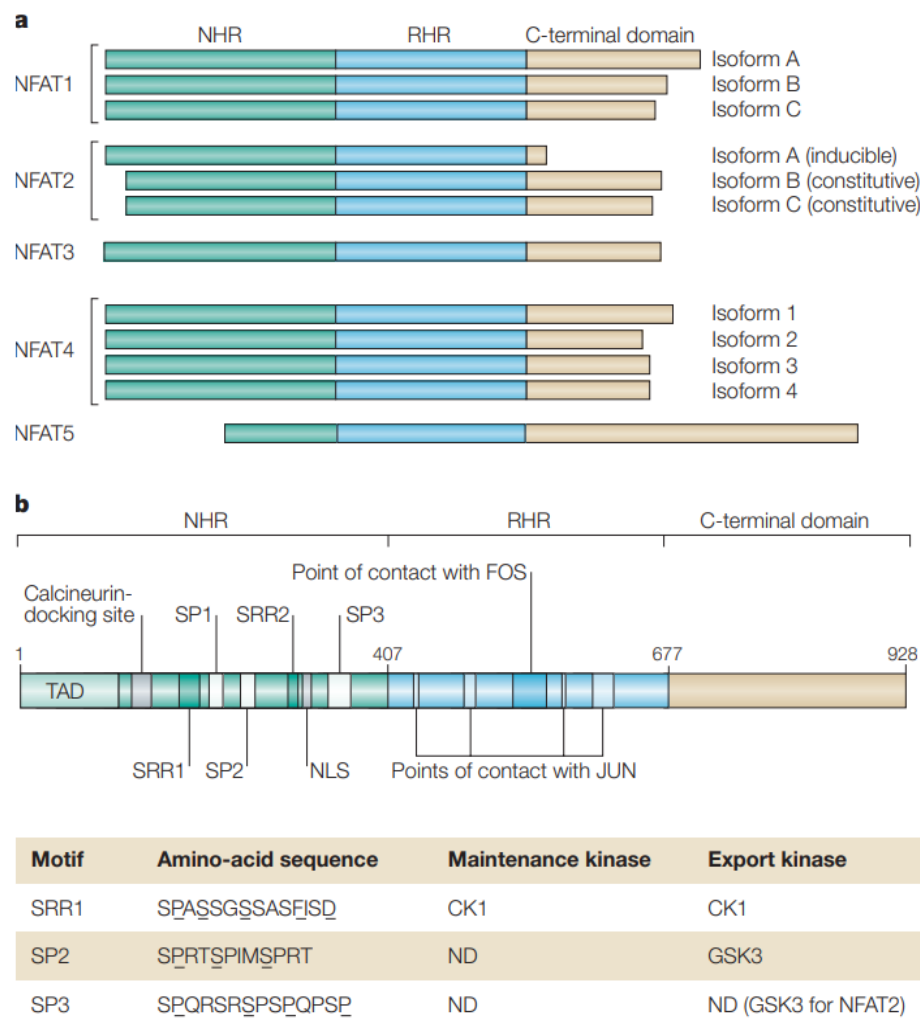 a
NHR RHR C-terminal domain
NFAT1
Isoform A
Isoform B
Isoform C
NFAT2
Isoform A (inducible)
Isoform B (constitutive)
Isoform C (constitutive)
NFAT3
NFAT4
Isoform 1
Isoform 2
Isoform 3
Isoform 4
NFAT5
b
NHR RHR C-terminal domain
Point of contact with FOS
Calcineurin-
docking site SP1 SRR2 SP3
1 407 677 928
TAD
SRR1 SP2 NLS Points of contact with JUN
Motif Amino-acid sequence Maintenance kinase Export kinase
SRR1 SPASSGSSASFISD CK1 CK1
SP2 SPRTSPIMSPRT ND GSK3
SP3 SPQRSRSPSPQPSP ND ND (GSK3 for NFAT2)